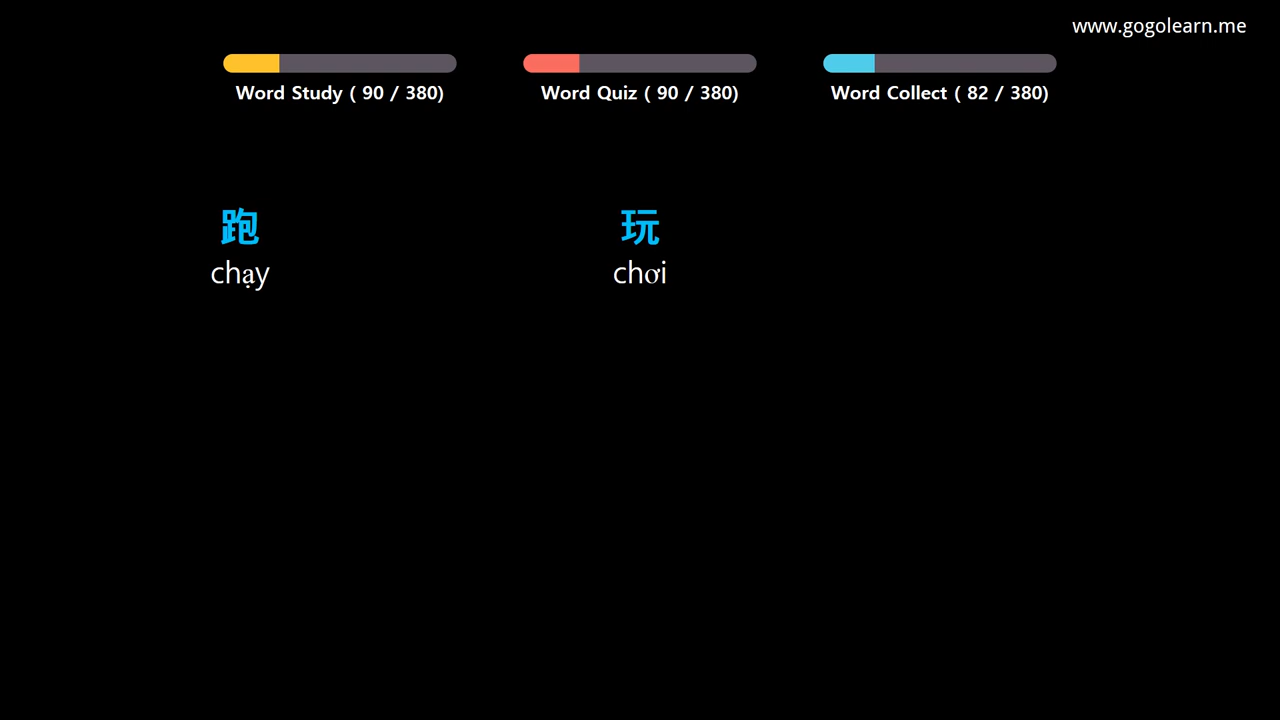 www.gogolearn.me
Word Study ( 90 / 380)
Word Quiz ( 90 / 380)
Word Collect ( 82 / 380)
跑
chạy
玩
chơi